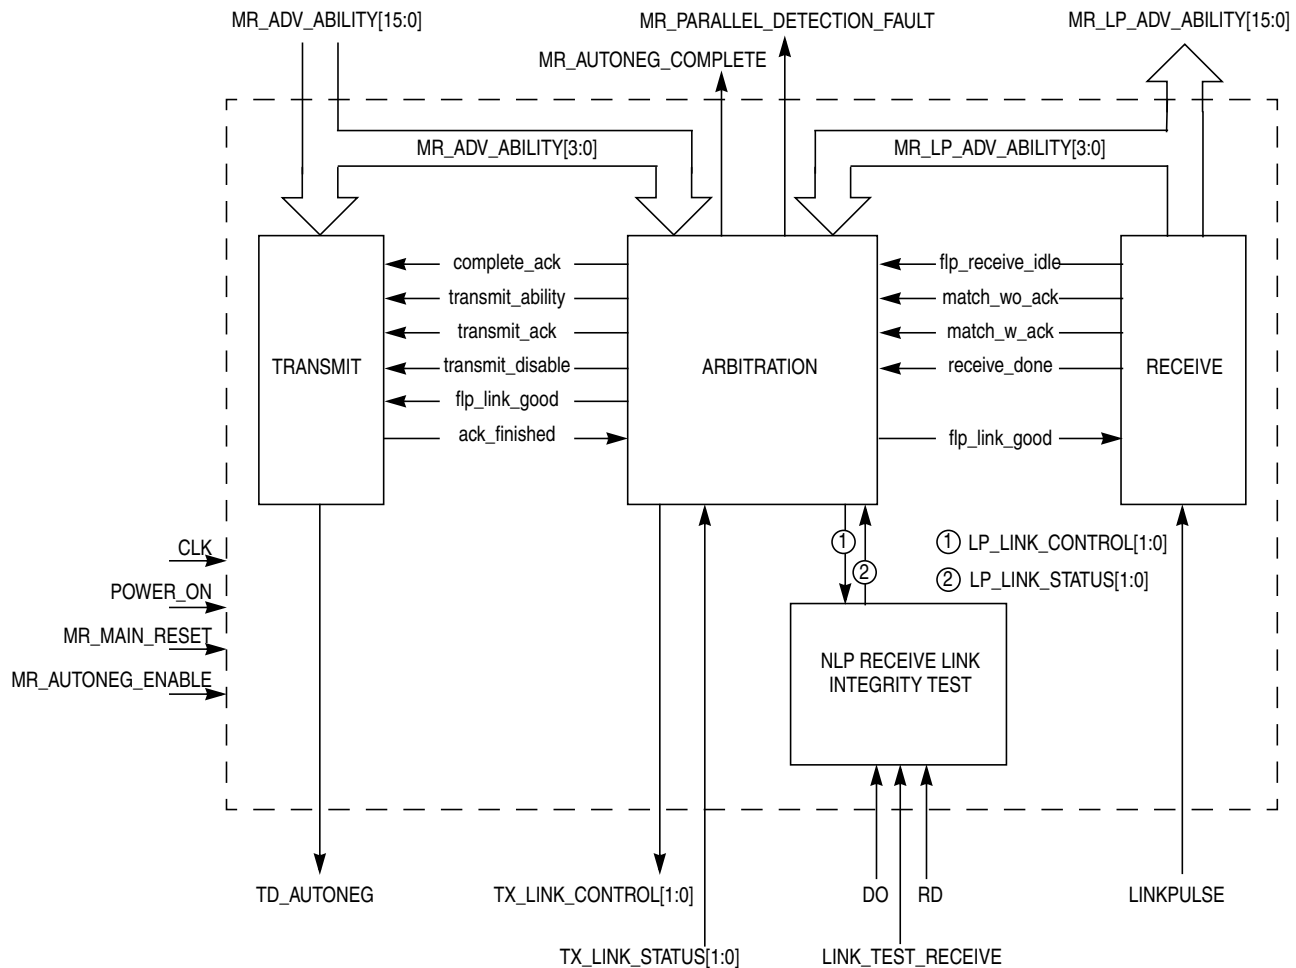 MR_ADV_ABILITY[15:0]
MR_PARALLEL_DETECTION_FAULT
MR_LP_ADV_ABILITY[15:0]
MR_AUTONEG_COMPLETE
MR_ADV_ABILITY[3:0]
MR_LP_ADV_ABILITY[3:0]
complete_ack
flp_receive_idle
transmit_ability
match_wo_ack
transmit_ack
match_w_ack
TRANSMIT
transmit_disable
ARBITRATION
receive_done
RECEIVE
flp_link_good
ack_finished
flp_link_good
CLK
1
1 LP_LINK_CONTROL[1:0]
2
2 LP_LINK_STATUS[1:0]
POWER_ON
MR_MAIN_RESET
MR_AUTONEG_ENABLE
NLP RECEIVE LINK
INTEGRITY TEST
TD_AUTONEG
TX_LINK_CONTROL[1:0]
DO
RD
LINKPULSE
TX_LINK_STATUS[1:0]
LINK_TEST_RECEIVE